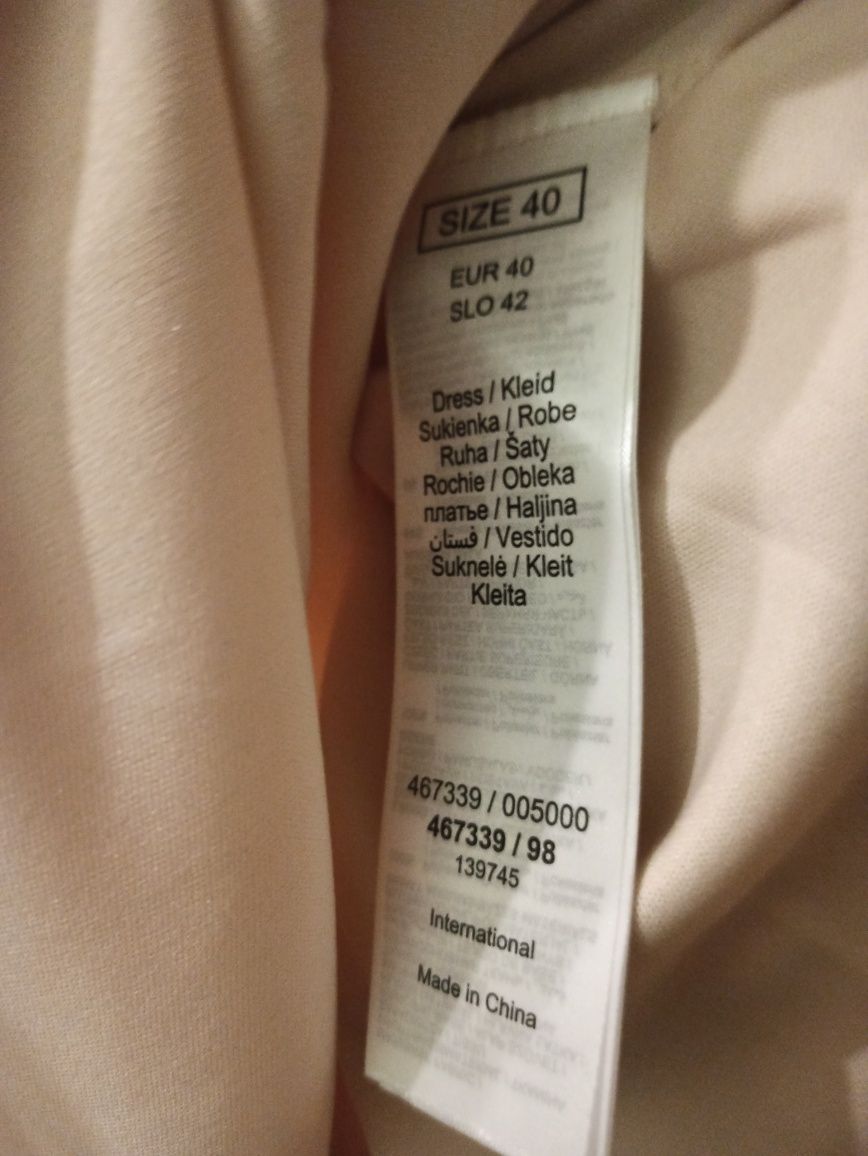 SIZE 40
EUR 40
SLO 42
Dress / Kleid
Sukienka / Robe
Ruha / Šaty
Rochie / Obleka
платье / Haljina
فستان / Vestido
Suknelė / Kleit
Kleita
467339 / 005000
467339 / 98
139745
International
Made in China